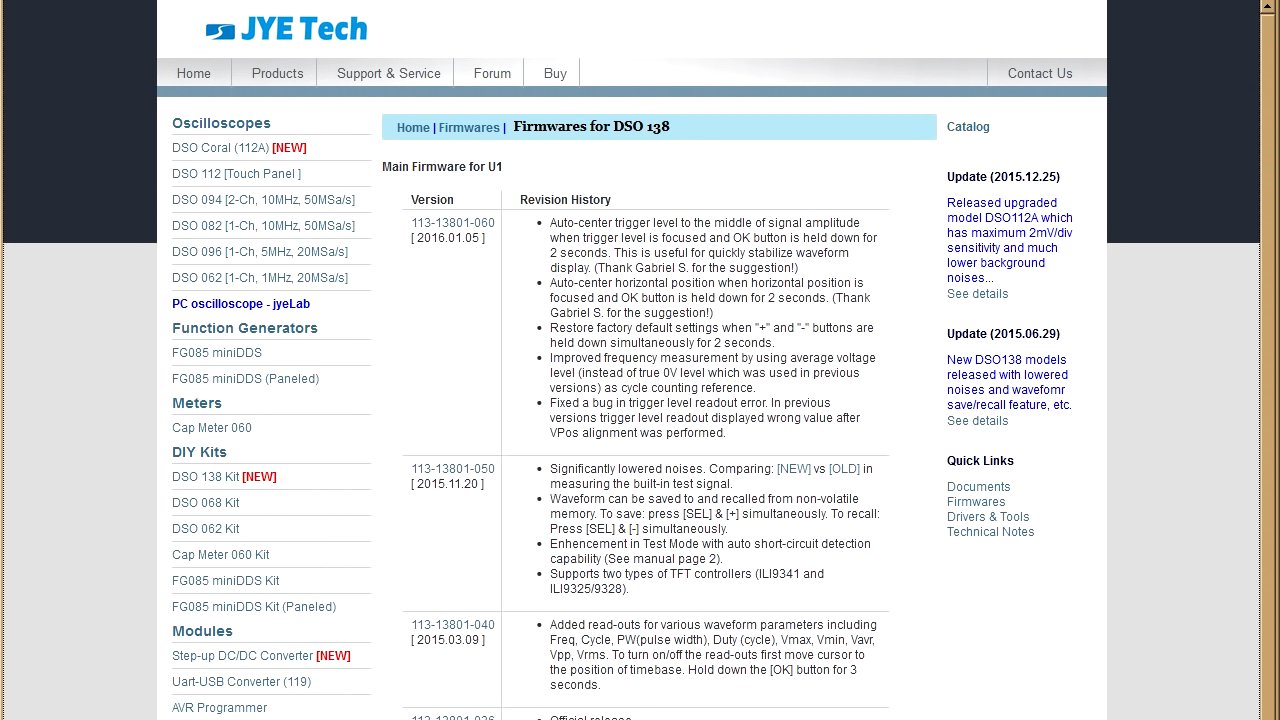 JYE Tech
Home
Products
Support & Service
Forum
Buy
Contact Us
Oscilloscopes
DSO Coral (112A) [NEW]
DSO 112 [Touch Panel ]
DSO 094 [2-Ch, 10MHz, 50MSa/s]
DSO 082 [1-Ch, 10MHz, 50MSa/s]
DSO 096 [1-Ch, 5MHz, 20MSa/s]
DSO 062 [1-Ch, 1MHz, 20MSa/s]
PC oscilloscope - jyeLab
Function Generators
FG085 miniDDS
FG085 miniDDS (Paneled)
Meters
Cap Meter 060
DIY Kits
DSO 138 Kit [NEW]
DSO 068 Kit
DSO 062 Kit
Cap Meter 060 Kit
FG085 miniDDS Kit
FG085 miniDDS Kit (Paneled)
Modules
Step-up DC/DC Converter [NEW]
Uart-USB Converter (119)
AVR Programmer
Home | Firmwares | Firmwares for DSO 138
Main Firmware for U1
Version
Revision History
113-13801-060
[ 2016.01.05 ]
• Auto-center trigger level to the middle of signal amplitude
when trigger level is focused and OK button is held down for
2 seconds. This is useful for quickly stabilize waveform
display. (Thank Gabriel S. for the suggestion!)
• Auto-center horizontal position when horizontal position is
focused and OK button is held down for 2 seconds. (Thank
Gabriel S. for the suggestion!)
• Restore factory default settings when "+" and "-" buttons are
held down simultaneously for 2 seconds.
• Improved frequency measurement by using average voltage
level (instead of true 0V level which was used in previous
versions) as cycle counting reference.
• Fixed a bug in trigger level readout error. In previous
versions trigger level readout displayed wrong value after
VPos alignment was performed.
113-13801-050
[ 2015.11.20 ]
• Significantly lowered noises. Comparing: [NEW] vs [OLD] in
measuring the built-in test signal.
• Waveform can be saved to and recalled from non-volatile
memory. To save: press [SEL] & [+] simultaneously. To recall:
Press [SEL] & [-] simultaneously.
• Enhencement in Test Mode with auto short-circuit detection
capability (See manual page 2).
• Supports two types of TFT controllers (ILI9341 and
ILI9325/9328).
113-13801-040
[ 2015.03.09 ]
• Added read-outs for various waveform parameters including
Freq, Cycle, PW(pulse width), Duty (cycle), Vmax, Vmin, Vavr,
Vpp, Vrms. To turn on/off the read-outs first move cursor to
the position of timebase. Hold down the [OK] button for 3
seconds.
• Official release
Catalog
Update (2015.12.25)
Released upgraded
model DSO112A which
has maximum 2mV/div
sensitivity and much
lower background
noises...
See details
Update (2015.06.29)
New DSO138 models
released with lowered
noises and wavefomr
save/recall feature, etc.
See details
Quick Links
Documents
Firmwares
Drivers & Tools
Technical Notes